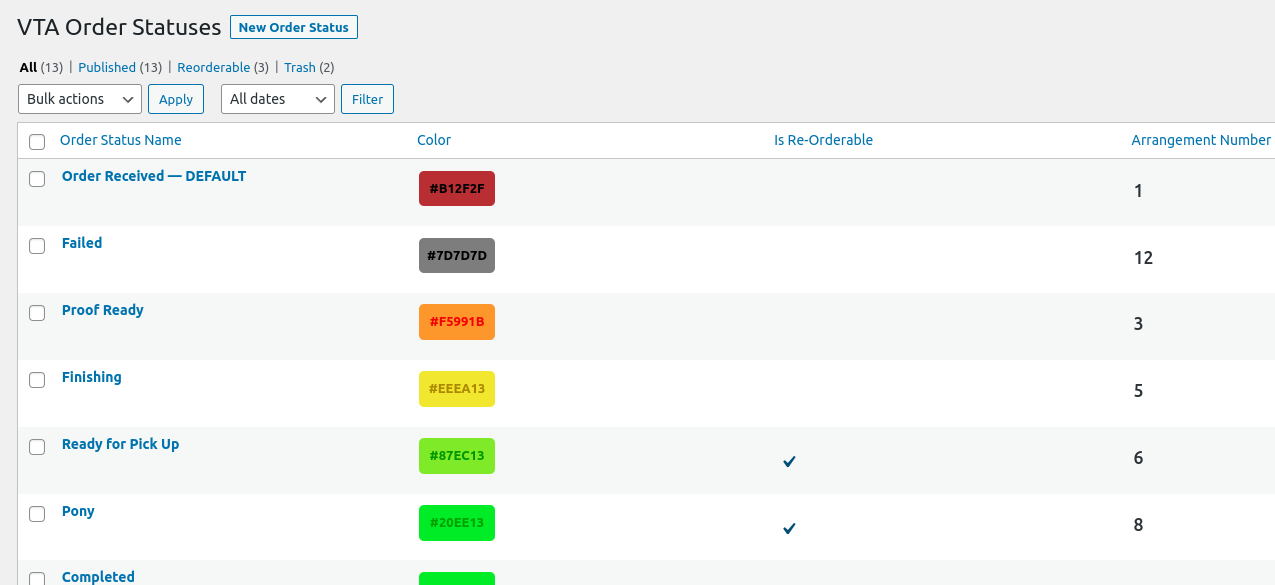 VTA Order Statuses New Order Status
All (13) | Published (13) | Reorderable (3) | Trash (2)
Bulk actions Apply All dates Filter
Order Status Name Color Is Re-Orderable Arrangement Number
Order Received — DEFAULT #B12F2F 1
Failed #7D7D7D 12
Proof Ready #F5991B 3
Finishing #EEEA13 5
Ready for Pick Up #87EC13 6
Pony #20EE13 8
Completed